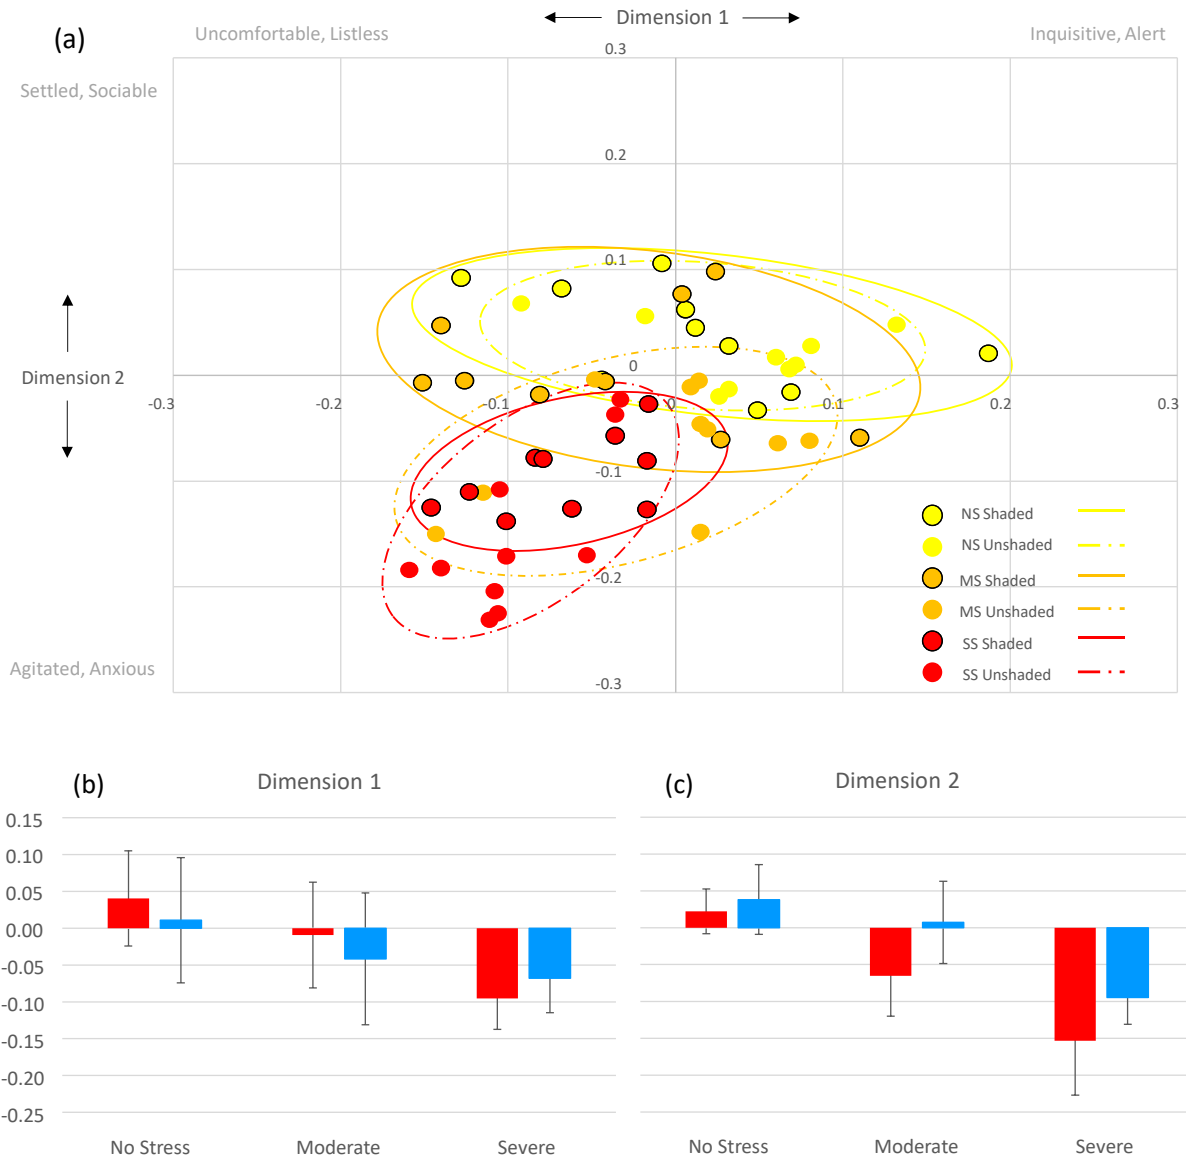 Dimension 1
(a)
Uncomfortable, Listless
Inquisitive, Alert
0.3
Settled, Sociable
0.2
0.1
0
Dimension 2
-0.3
-0.2
-0.1
0
0.1
0.2
0.3
-0.1
NS Shaded
NS Unshaded
-0.2
MS Shaded
MS Unshaded
SS Shaded
Agitated, Anxious
SS Unshaded
-0.3
(b)
Dimension 1
(c)
Dimension 2
0.15
0.10
0.05
0.00
-0.05
-0.10
-0.15
-0.20
-0.25
No Stress
Moderate
Severe
No Stress
Moderate
Severe